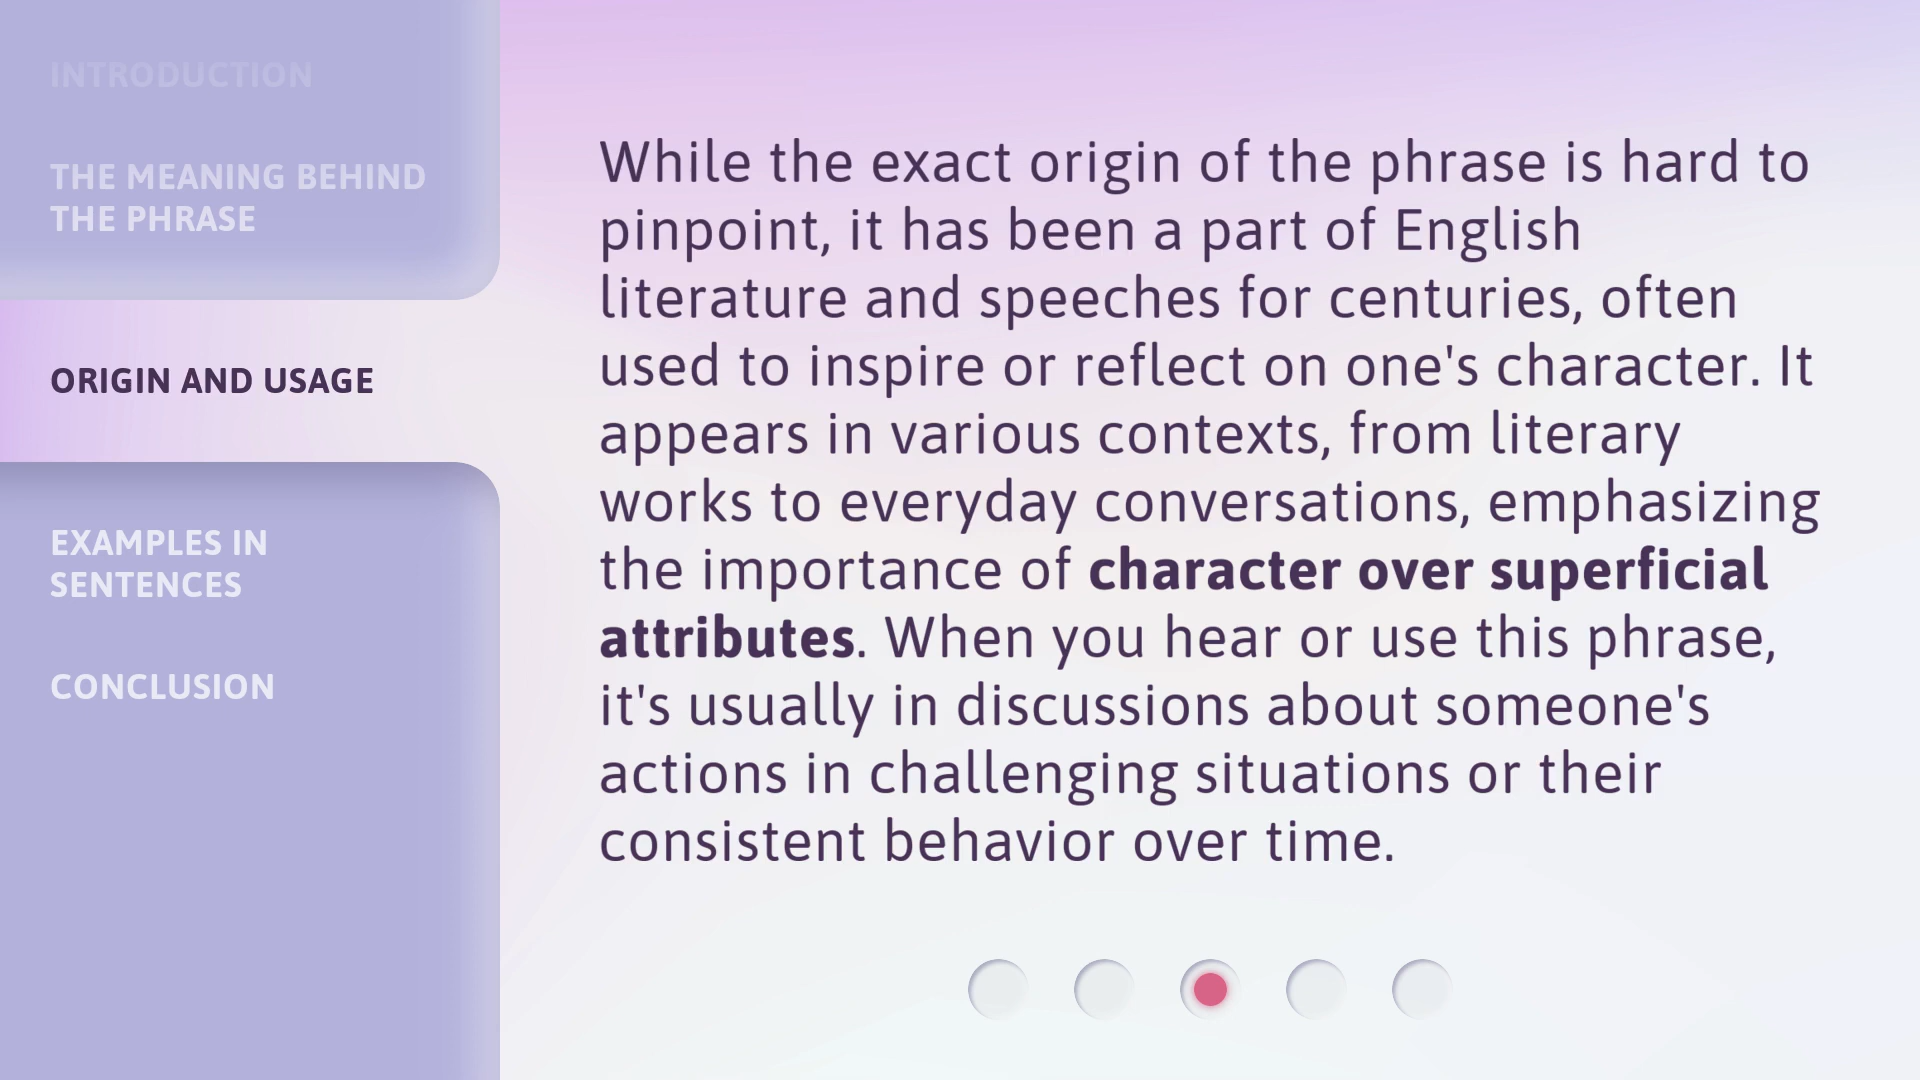 INTRODUCTION
THE MEANING BEHIND
THE PHRASE
ORIGIN AND USAGE
EXAMPLES IN
SENTENCES
CONCLUSION
While the exact origin of the phrase is hard to
pinpoint, it has been a part of English
literature and speeches for centuries, often
used to inspire or reflect on one's character. It
appears in various contexts, from literary
works to everyday conversations, emphasizing
the importance of character over superficial
attributes. When you hear or use this phrase,
it's usually in discussions about someone's
actions in challenging situations or their
consistent behavior over time.